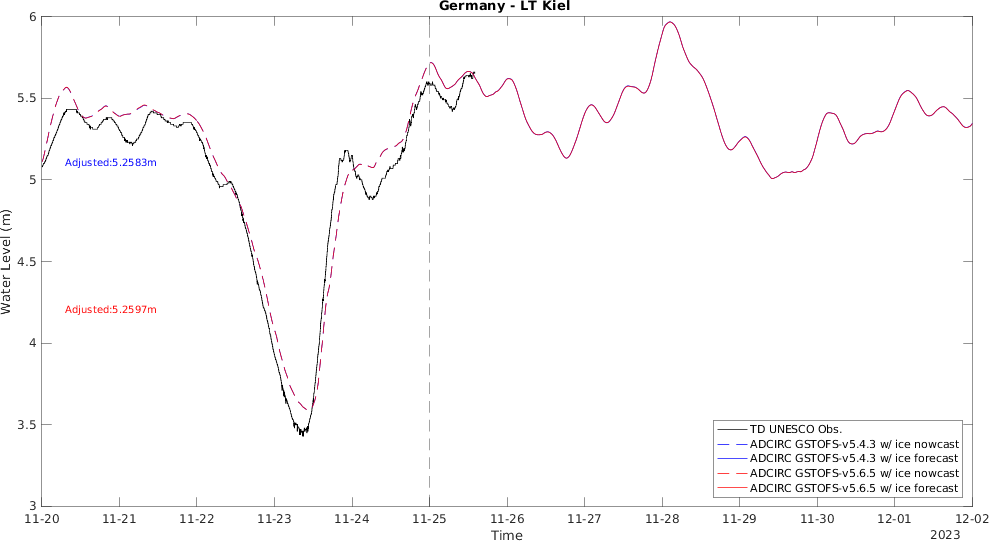 Germany - LT Kiel
6
5.5
5
4.5
4
3.5
3
Water Level (m)
Adjusted:5.2583m
Adjusted:5.2597m
TD UNESCO Obs.
ADCIRC GSTOFS-v5.4.3 w/ ice nowcast
ADCIRC GSTOFS-v5.4.3 w/ ice forecast
ADCIRC GSTOFS-v5.6.5 w/ ice nowcast
ADCIRC GSTOFS-v5.6.5 w/ ice forecast
11-20 11-21 11-22 11-23 11-24 11-25 11-26 11-27 11-28 11-29 11-30 12-01 12-02
Time
2023